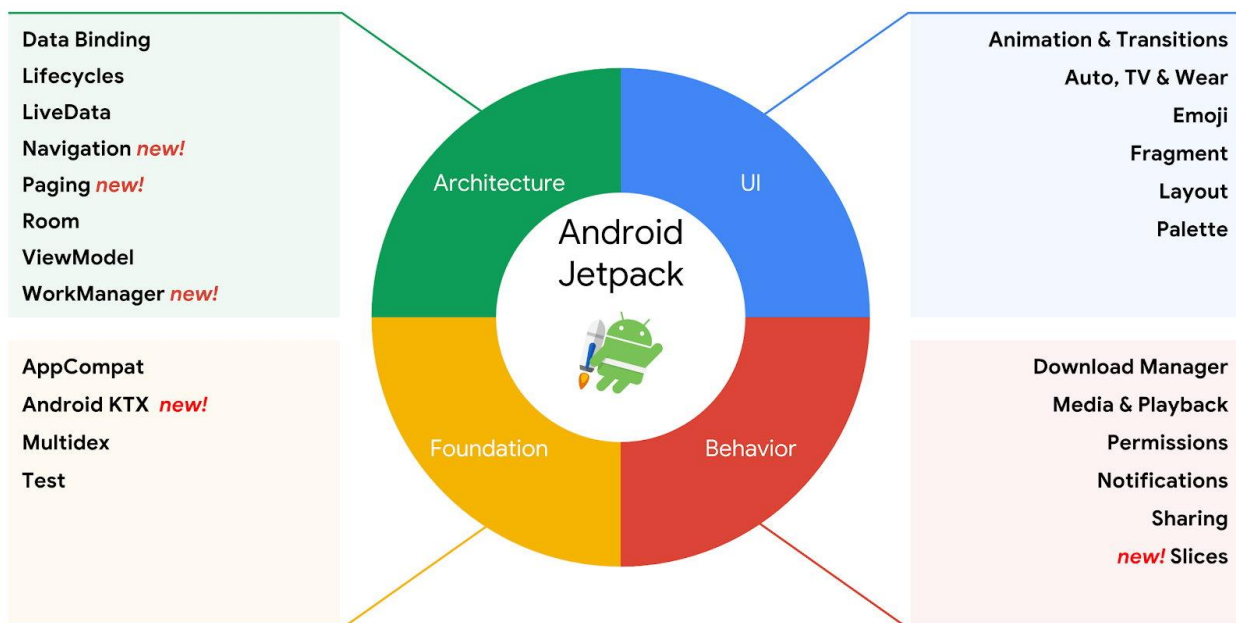 Data Binding
Lifecycles
LiveData
Navigation new!
Paging new!
Room
ViewModel
WorkManager new!
Architecture
UI
Animation & Transitions
Auto, TV & Wear
Emoji
Fragment
Layout
Palette
Android
Jetpack
AppCompat
Android KTX new!
Multidex
Test
Foundation
Behavior
Download Manager
Media & Playback
Permissions
Notifications
Sharing
new! Slices